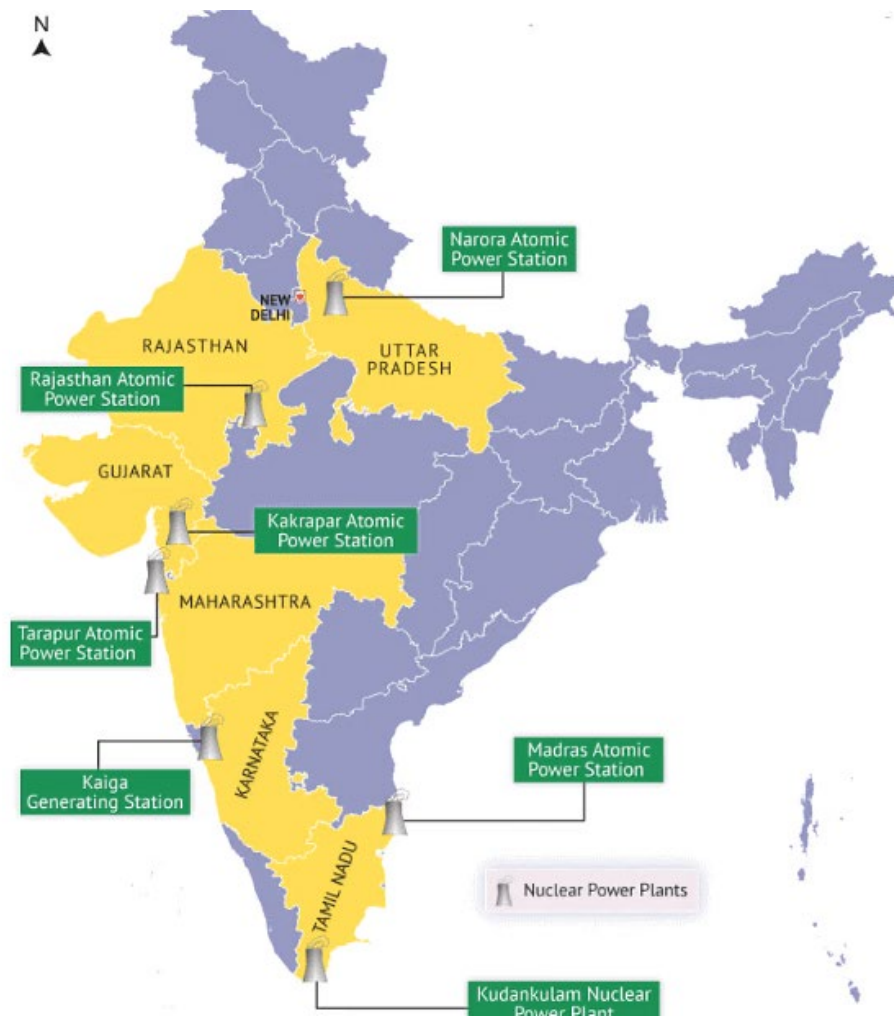 N
Narora Atomic
Power Station
NEW
DELHI
RAJASTHAN
UTTAR
PRADESH
Rajasthan Atomic
Power Station
GUJARAT
Kakrapar Atomic
Power Station
MAHARASHTRA
Tarapur Atomic
Power Station
KARNATAKA
Madras Atomic
Power Station
Kaiga
Generating Station
TAMIL NADU
Nuclear Power Plants
Kudankulam Nuclear
Power Plant